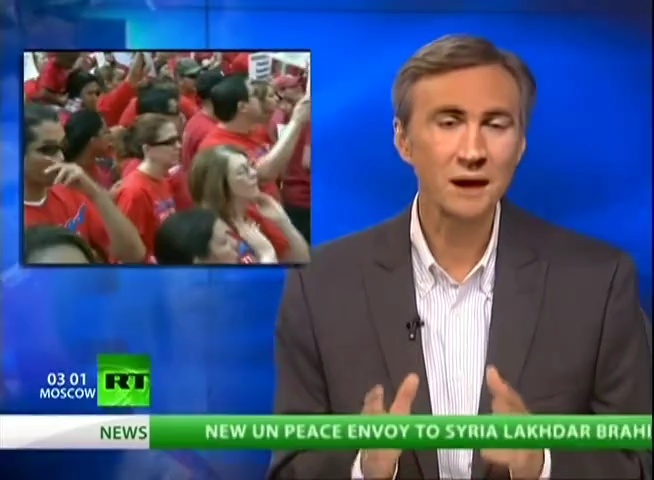 03 01
MOSCOW
RT
NEWS
NEW UN PEACE ENVOY TO SYRIA LAKHDAR BRAHI